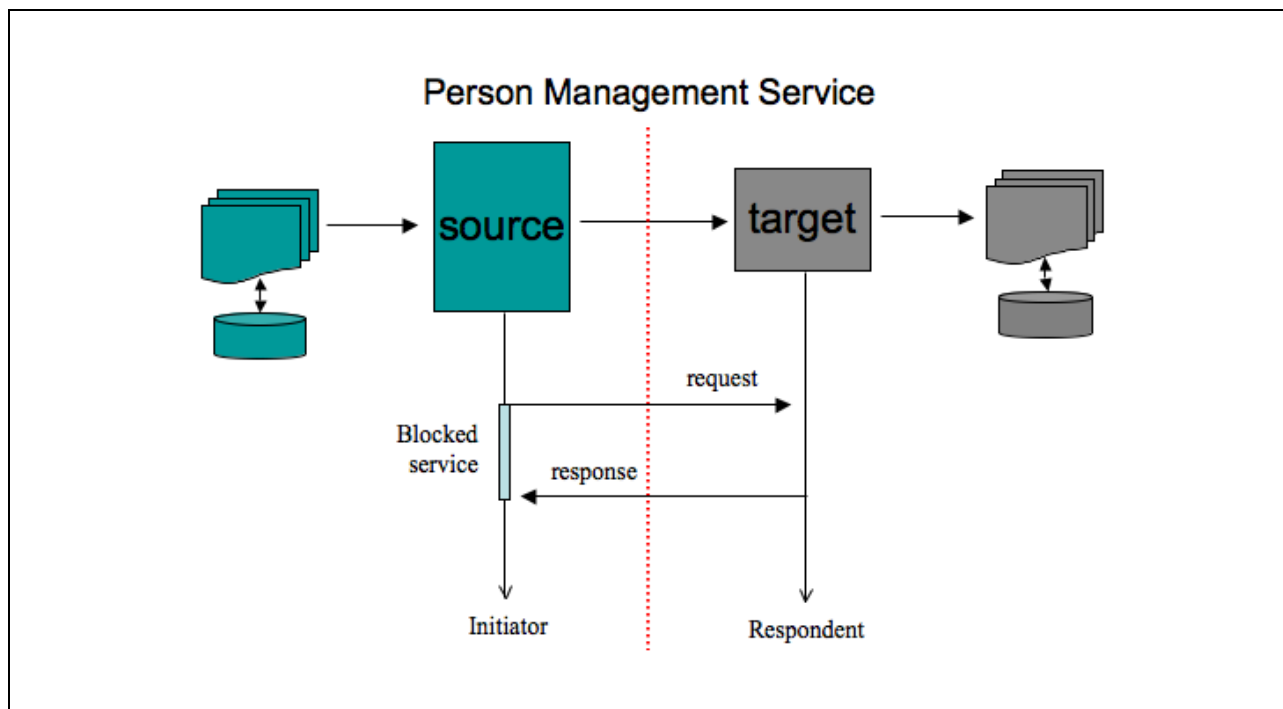 Person Management Service
source
target
request
Blocked
service
response
Initiator
Respondent